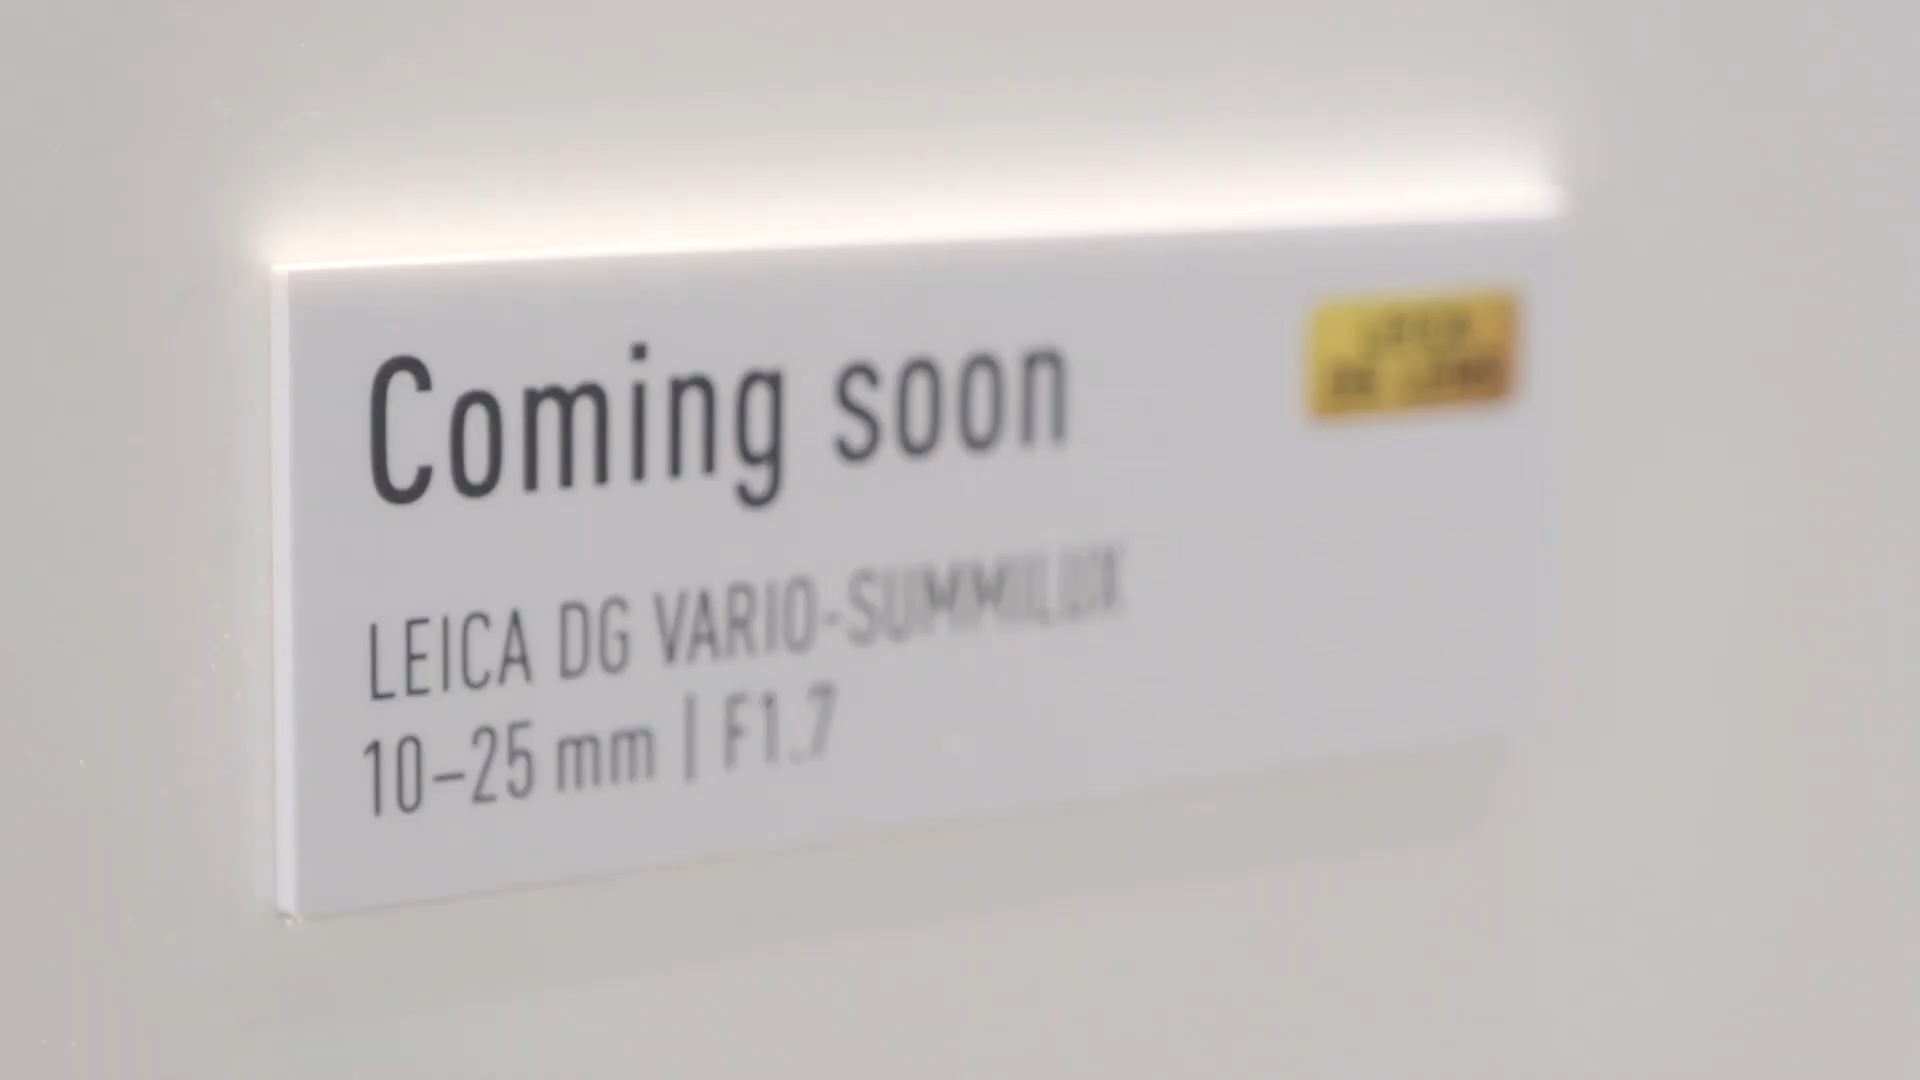 Coming soon
LEICA DG VARIO-SUMMILUX
10–25 mm | F1.7